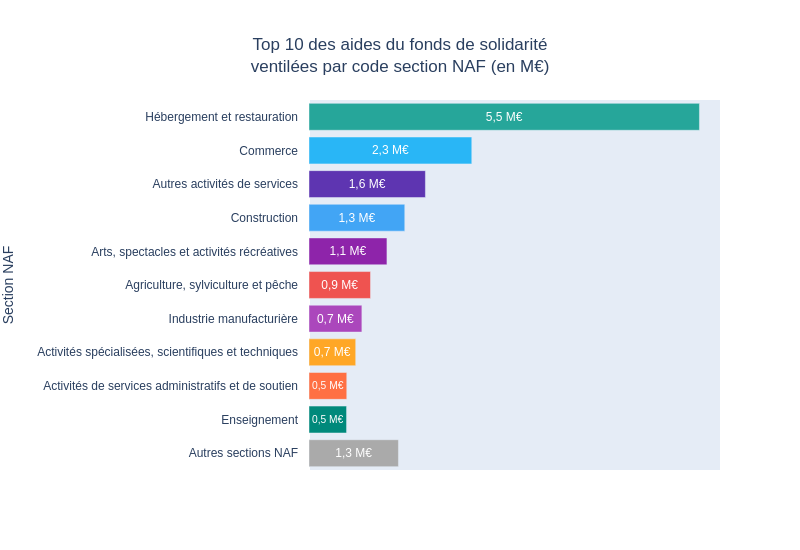 Top 10 des aides du fonds de solidarité
ventilées par code section NAF (en M€)
Section NAF
Hébergement et restauration 5,5 M€
Commerce 2,3 M€
Autres activités de services 1,6 M€
Construction 1,3 M€
Arts, spectacles et activités récréatives 1,1 M€
Agriculture, sylviculture et pêche 0,9 M€
Industrie manufacturière 0,7 M€
Activités spécialisées, scientifiques et techniques 0,7 M€
Activités de services administratifs et de soutien 0,5 M€
Enseignement 0,5 M€
Autres sections NAF 1,3 M€